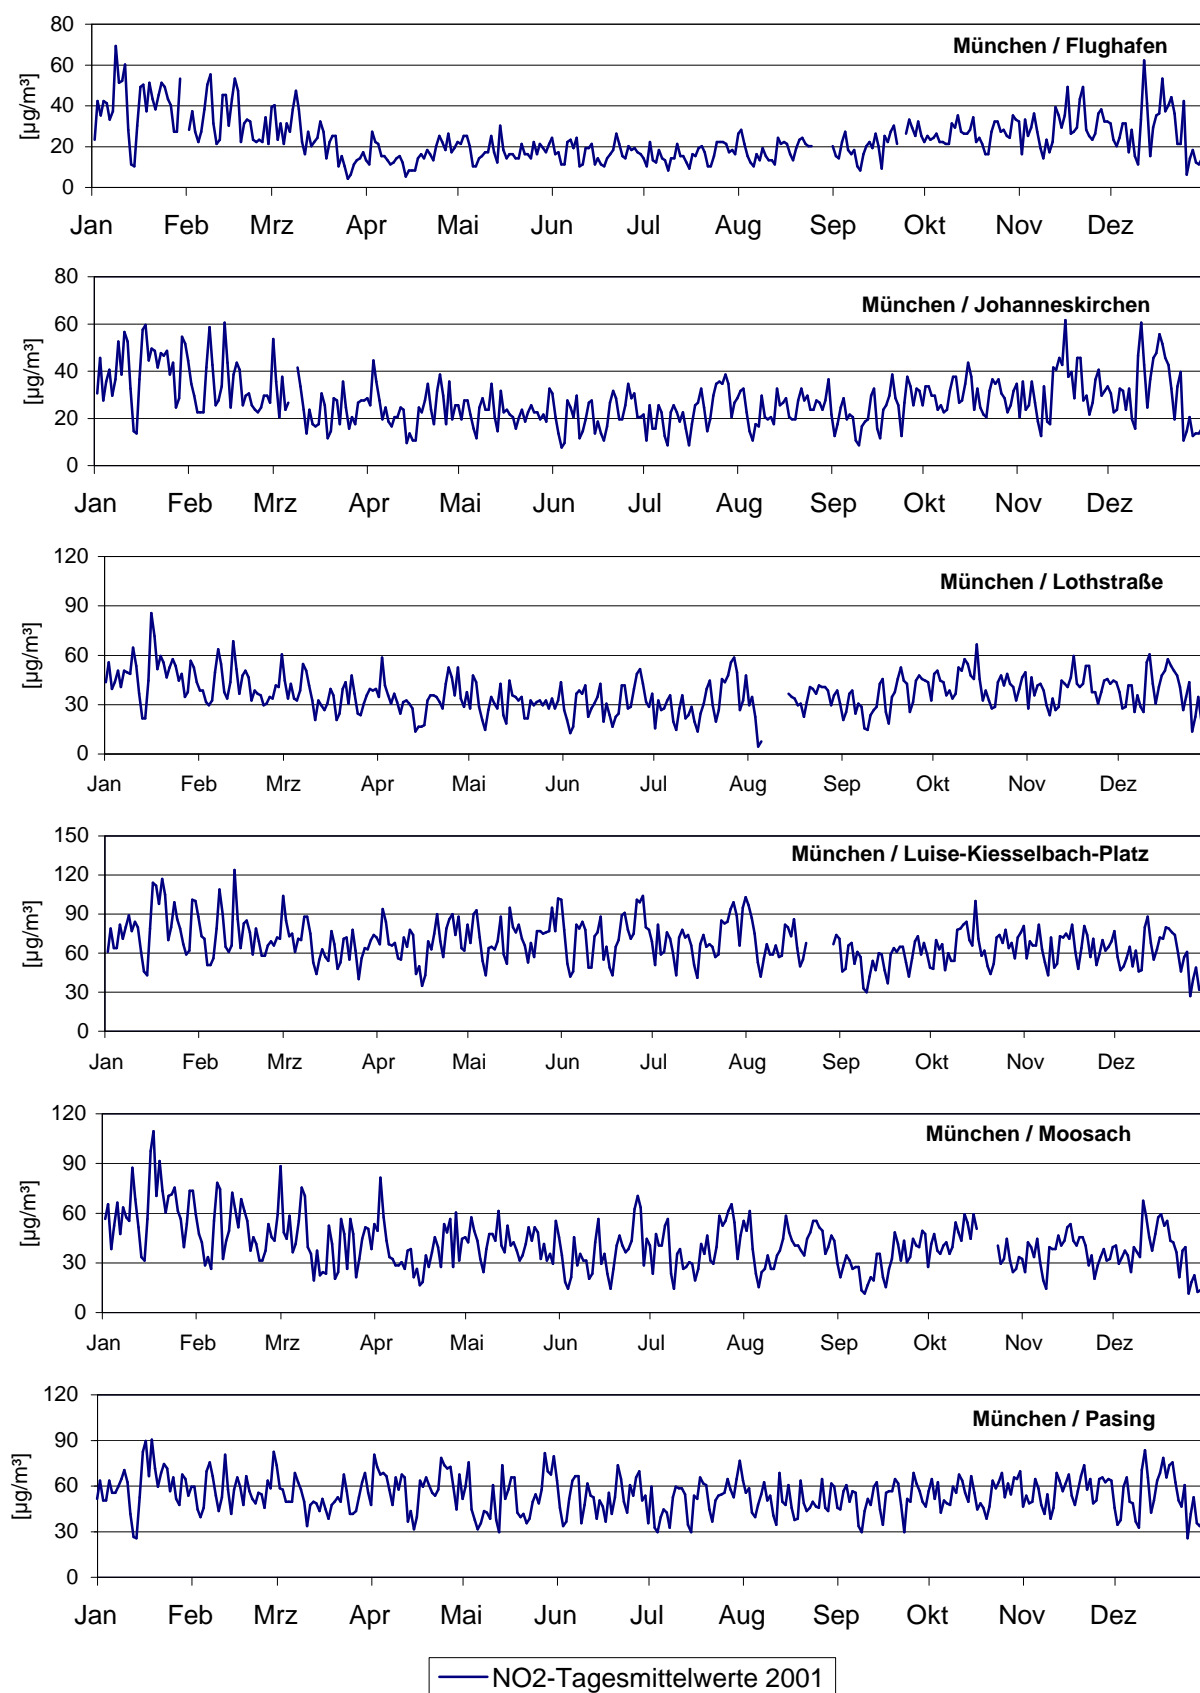 München / Flughafen
[µg/m³]
80
60
40
20
0
Jan Feb Mrz Apr Mai Jun Jul Aug Sep Okt Nov Dez
München / Johanneskirchen
[µg/m³]
80
60
40
20
0
Jan Feb Mrz Apr Mai Jun Jul Aug Sep Okt Nov Dez
München / Lothstraße
[µg/m³]
120
90
60
30
0
Jan Feb Mrz Apr Mai Jun Jul Aug Sep Okt Nov Dez
München / Luise-Kiesselbach-Platz
[µg/m³]
150
120
90
60
30
0
Jan Feb Mrz Apr Mai Jun Jul Aug Sep Okt Nov Dez
München / Moosach
[µg/m³]
120
90
60
30
0
Jan Feb Mrz Apr Mai Jun Jul Aug Sep Okt Nov Dez
München / Pasing
[µg/m³]
120
90
60
30
0
Jan Feb Mrz Apr Mai Jun Jul Aug Sep Okt Nov Dez
NO2-Tagesmittelwerte 2001